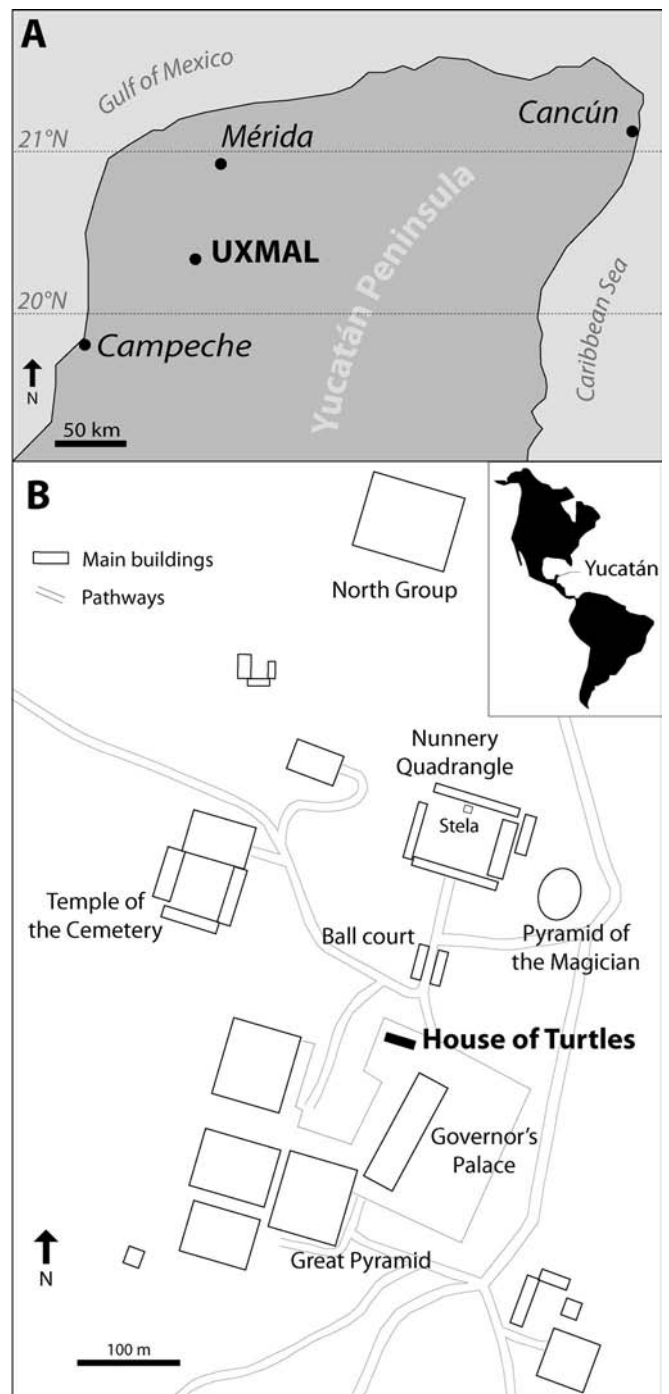 A
Gulf of Mexico
Cancún
21°N
Mérida
Yucatán Peninsula
UXMAL
20°N
Caribbean Sea
Campeche
N
50 km
B
Main buildings
Pathways
North Group
Yucatán
Nunnery
Quadrangle
Stela
Temple of
the Cemetery
Ball court
Pyramid of
the Magician
House of Turtles
Governor's
Palace
Great Pyramid
N
100 m